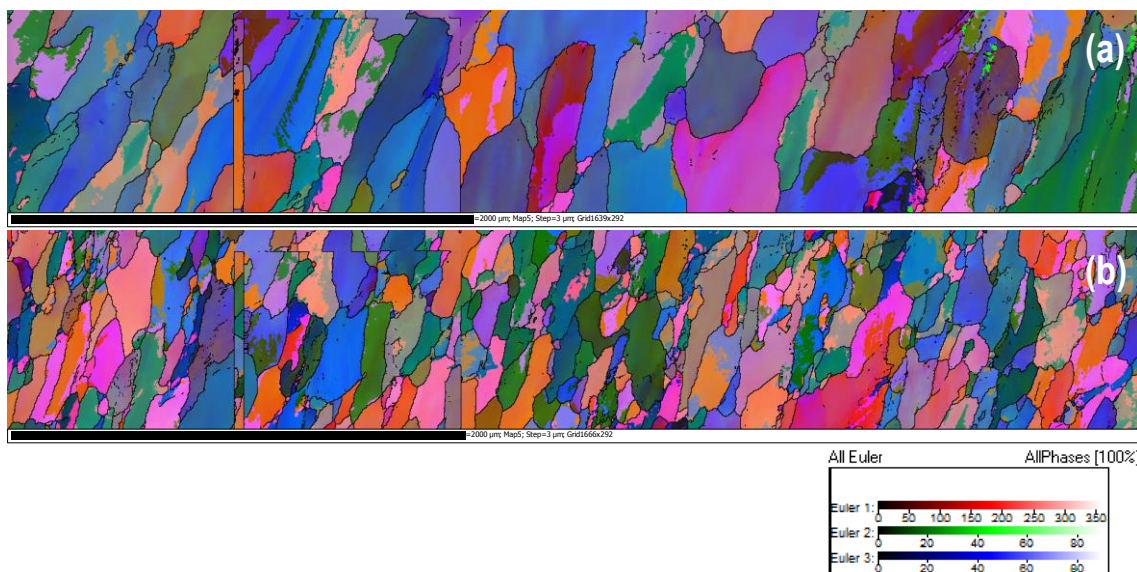 (a)
=2000 µm; Map5; Step=3 µm; Grid1639x292
(b)
=2000 µm; Map5; Step=3 µm; Grid1666x292
All Euler AllPhases [100%]
Euler 1:
0 50 100 150 200 250 300 350
Euler 2:
0 20 40 60 80
Euler 3:
0 20 40 60 80